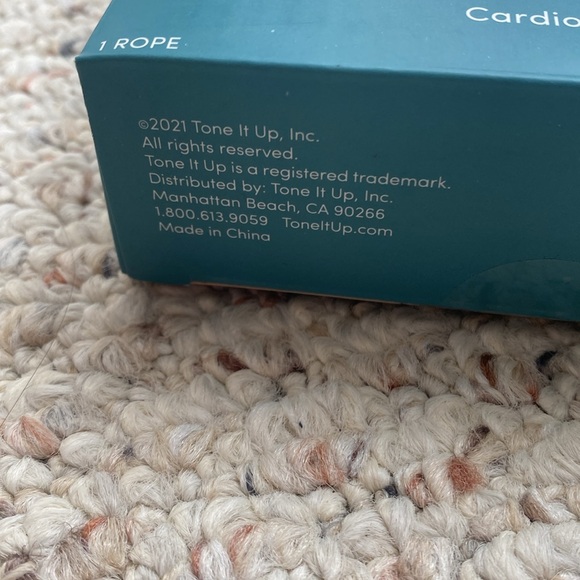 Cardio
1 ROPE
©2021 Tone It Up, Inc.
All rights reserved.
Tone It Up is a registered trademark.
Distributed by: Tone It Up, Inc.
Manhattan Beach, CA 90266
1.800.613.9059 ToneItUp.com
Made in China